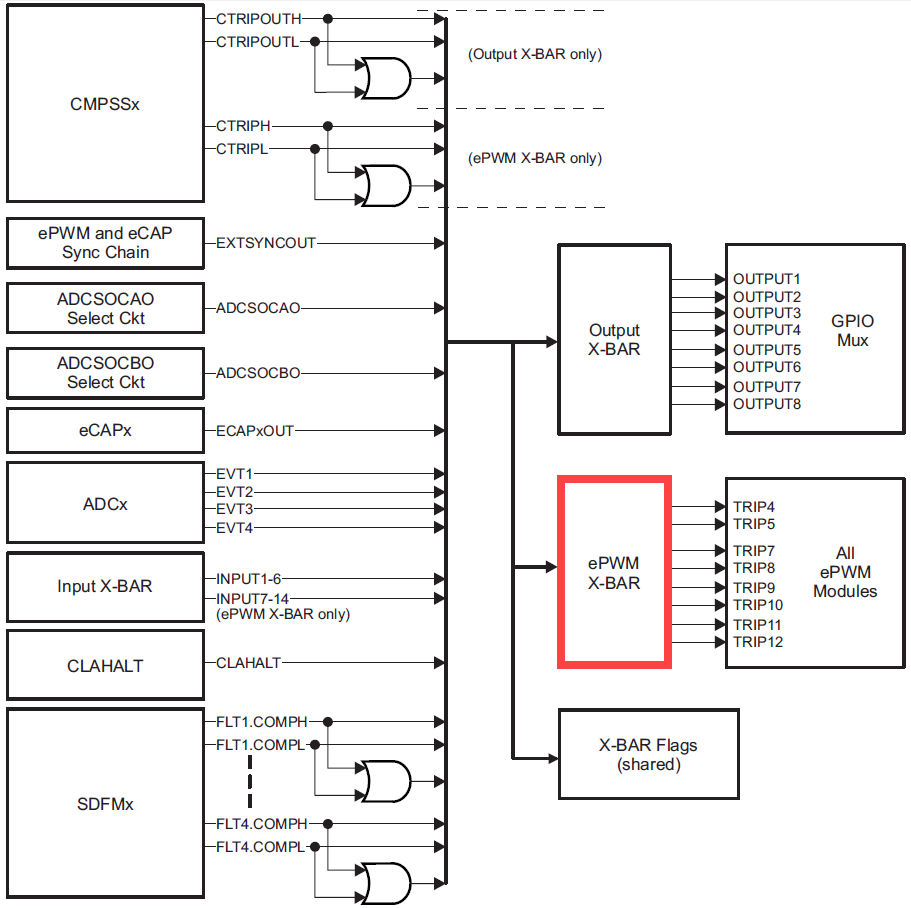 CMPSSx
CTRIPOUTH
CTRIPOUTL
(Output X-BAR only)
CTRIPH
CTRIPL
(ePWM X-BAR only)
ePWM and eCAP
Sync Chain
EXTSYNCOUT
ADCSOCAO
Select Ckt
ADCSOCAO
ADCSOCBO
Select Ckt
ADCSOCBO
eCAPx
ECAPxOUT
ADCx
EVT1
EVT2
EVT3
EVT4
Input X-BAR
INPUT1-6
INPUT7-14
(ePWM X-BAR only)
CLAHALT
CLAHALT
SDFMx
FLT1.COMPH
FLT1.COMPL
FLT4.COMPH
FLT4.COMPL
Output
X-BAR
OUTPUT1
OUTPUT2
OUTPUT3
OUTPUT4
OUTPUT5
OUTPUT6
OUTPUT7
OUTPUT8
GPIO
Mux
ePWM
X-BAR
TRIP4
TRIP5
TRIP7
TRIP8
TRIP9
TRIP10
TRIP11
TRIP12
All
ePWM
Modules
X-BAR Flags
(shared)